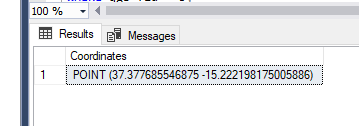 100 %
Results Messages
Coordinates
1 POINT (37.377685546875 -15.222198175005886)